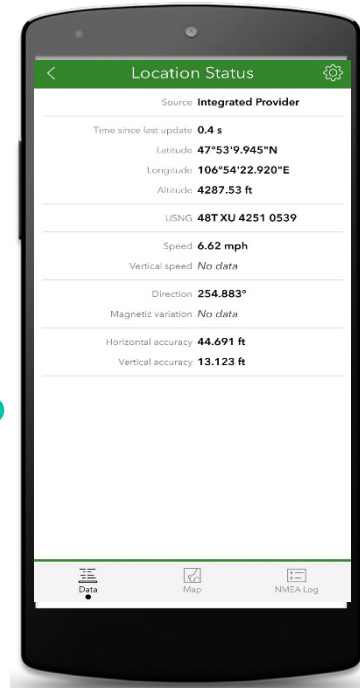 Location Status
Source Integrated Provider
Time since last update 0.4 s
Latitude 47°53'9.945"N
Longitude 106°54'22.920"E
Altitude 4287.53 ft
USNG 48T XU 4251 0539
Speed 6.62 mph
Vertical speed No data
Direction 254.883°
Magnetic variation No data
Horizontal accuracy 44.691 ft
Vertical accuracy 13.123 ft
Data Map NMEA Log